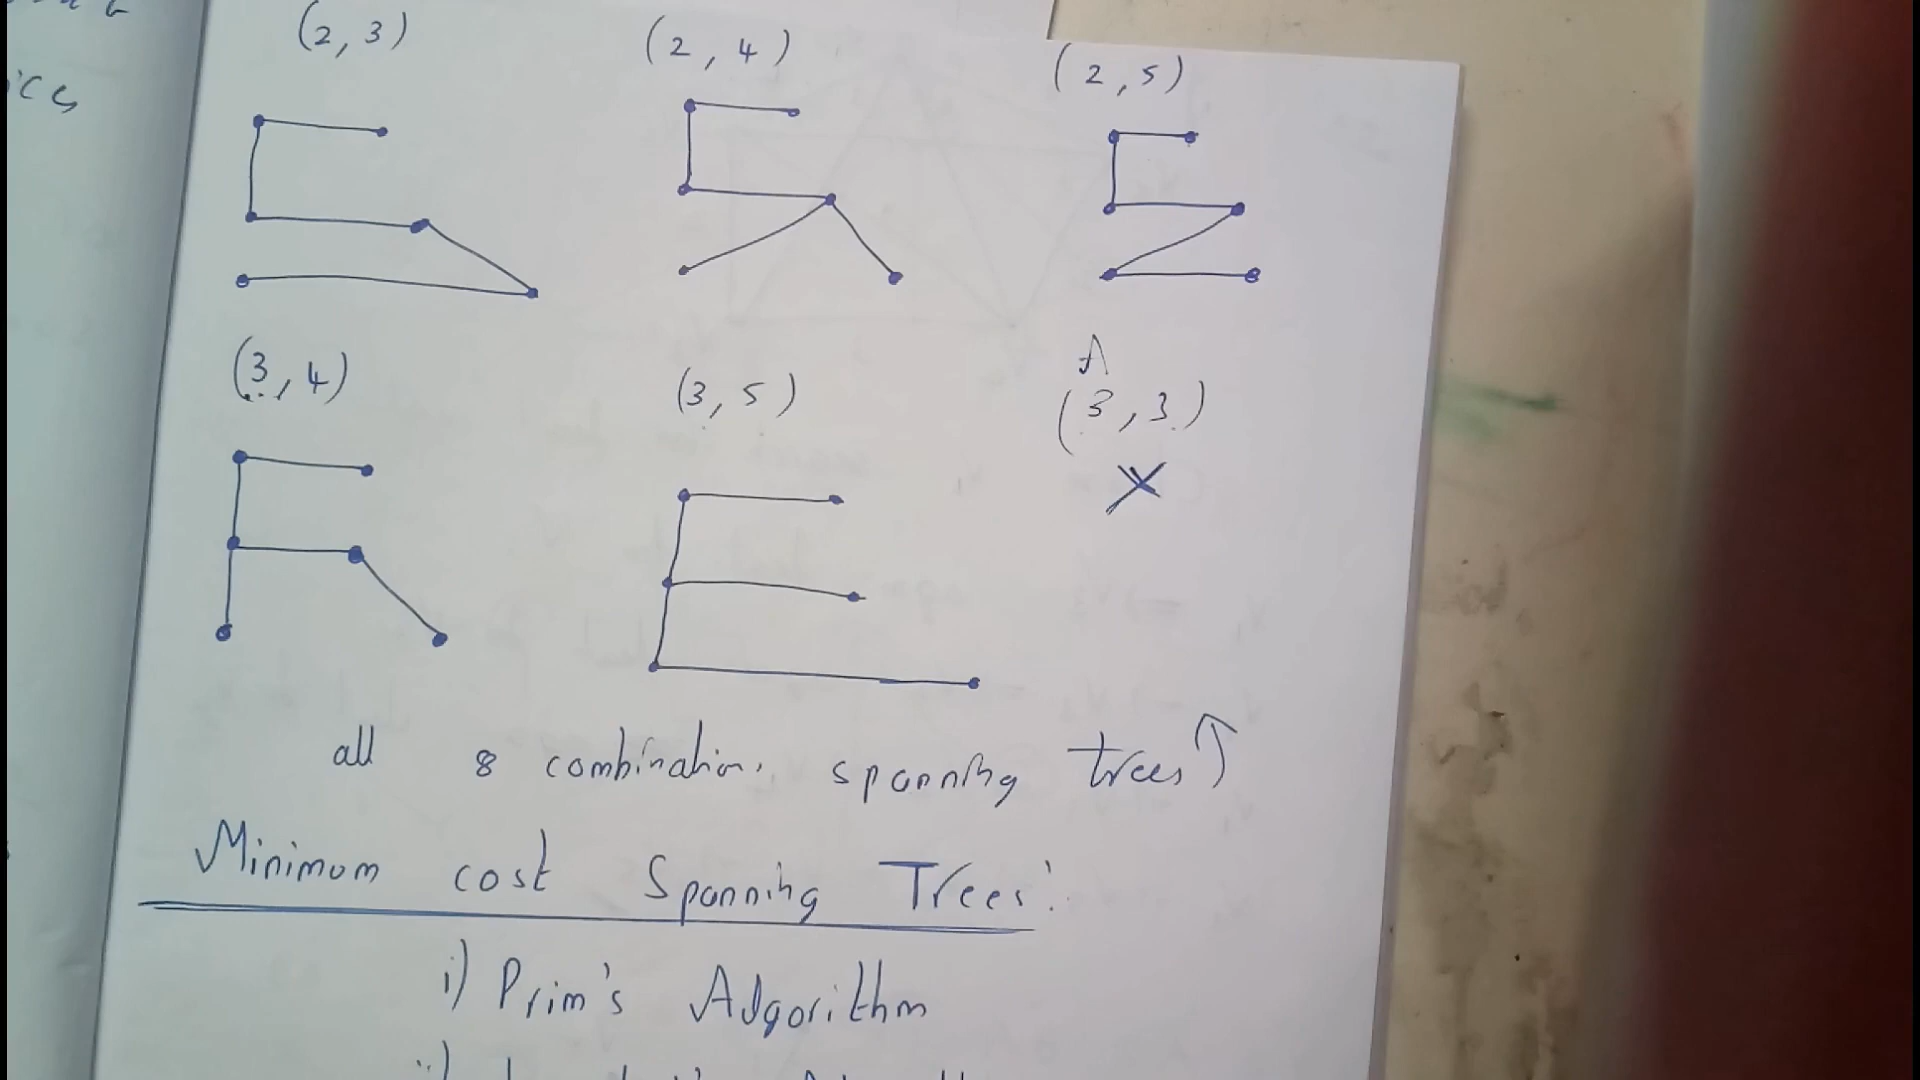 (2, 3)
(2, 4)
(2, 5)
(3, 4)
(3, 5)
(3, 3)
all 8 combination. spanning trees
Minimum cost Spanning Trees:
i) Prim's Algorithm
ii)